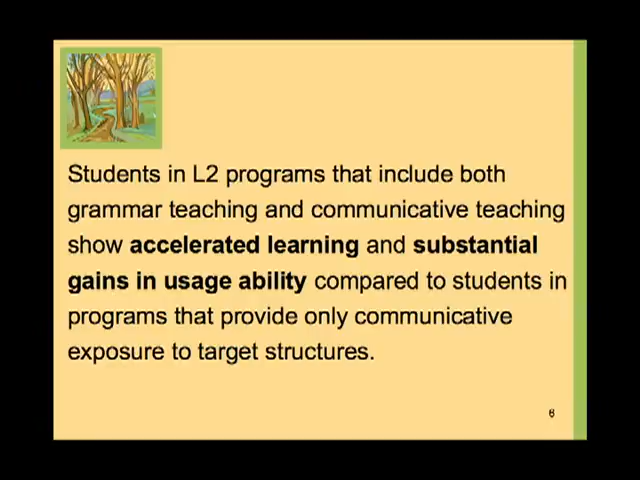 Students in L2 programs that include both
grammar teaching and communicative teaching
show accelerated learning and substantial
gains in usage ability compared to students in
programs that provide only communicative
exposure to target structures.
6